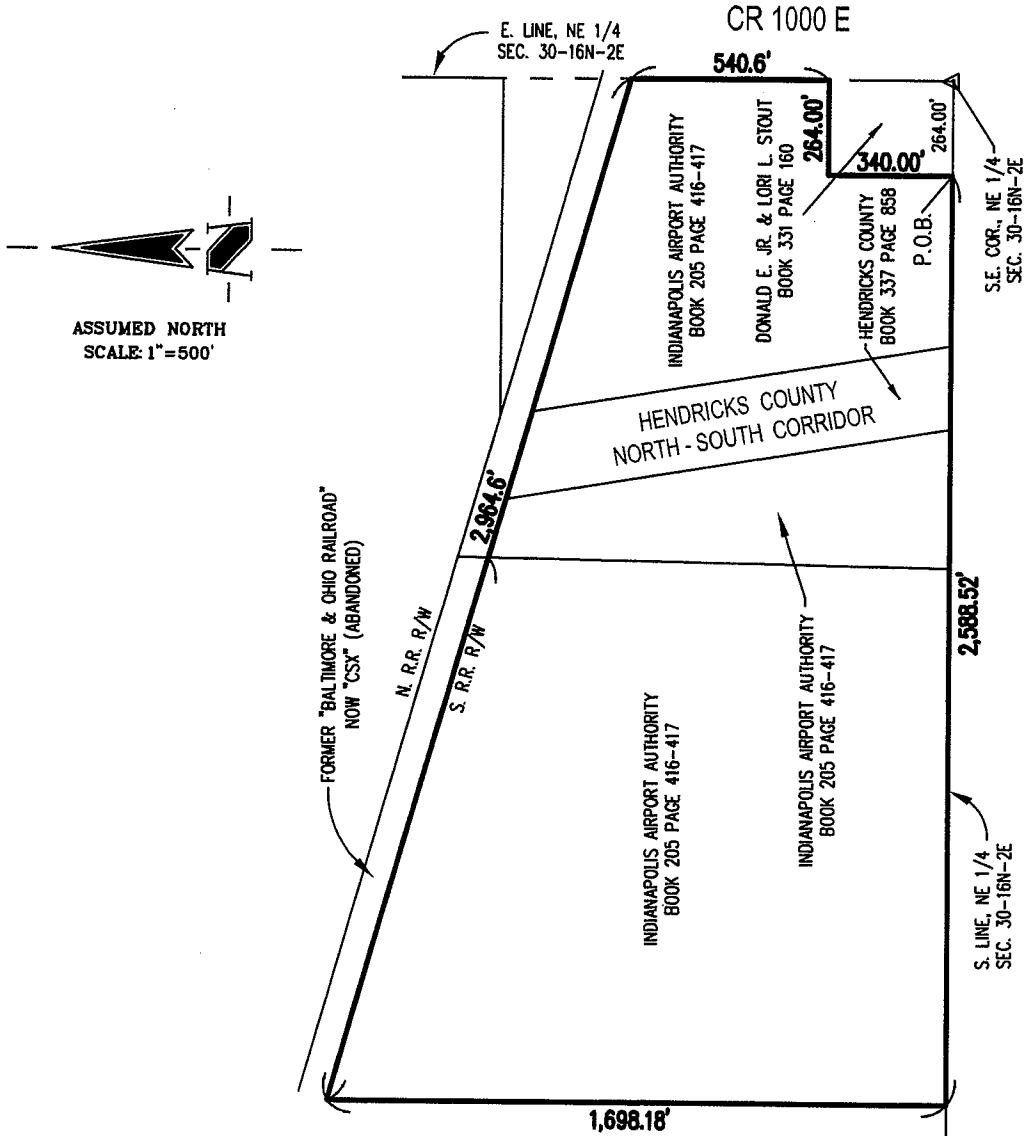 CR 1000 E
E. LINE, NE 1/4
SEC. 30-16N-2E
540.6'
264.00'
340.00'
264.00'
S.E. COR., NE 1/4
SEC. 30-16N-2E
INDIANAPOLIS AIRPORT AUTHORITY
BOOK 205 PAGE 416-417
DONALD E. JR. & LORI L. STOUT
BOOK 331 PAGE 160
HENDRICKS COUNTY
BOOK 337 PAGE 858
P.O.B.
ASSUMED NORTH
SCALE: 1"=500'
HENDRICKS COUNTY
NORTH - SOUTH CORRIDOR
2,964.6'
FORMER "BALTIMORE & OHIO RAILROAD"
NOW "CSX" (ABANDONED)
N. R.R. R/W
S. R.R. R/W
INDIANAPOLIS AIRPORT AUTHORITY
BOOK 205 PAGE 416-417
INDIANAPOLIS AIRPORT AUTHORITY
BOOK 205 PAGE 416-417
2,588.52'
S. LINE, NE 1/4
SEC. 30-16N-2E
1,698.18'